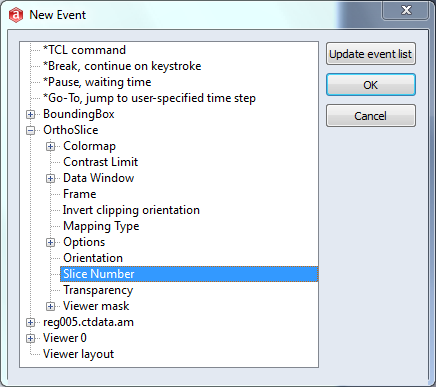 New Event
*TCL command
*Break, continue on keystroke
*Pause, waiting time
*Go-To, jump to user-specified time step
BoundingBox
OrthoSlice
Colormap
Contrast Limit
Data Window
Frame
Invert clipping orientation
Mapping Type
Options
Orientation
Slice Number
Transparency
Viewer mask
reg005.ctdata.am
Viewer 0
Viewer layout
Update event list
OK
Cancel